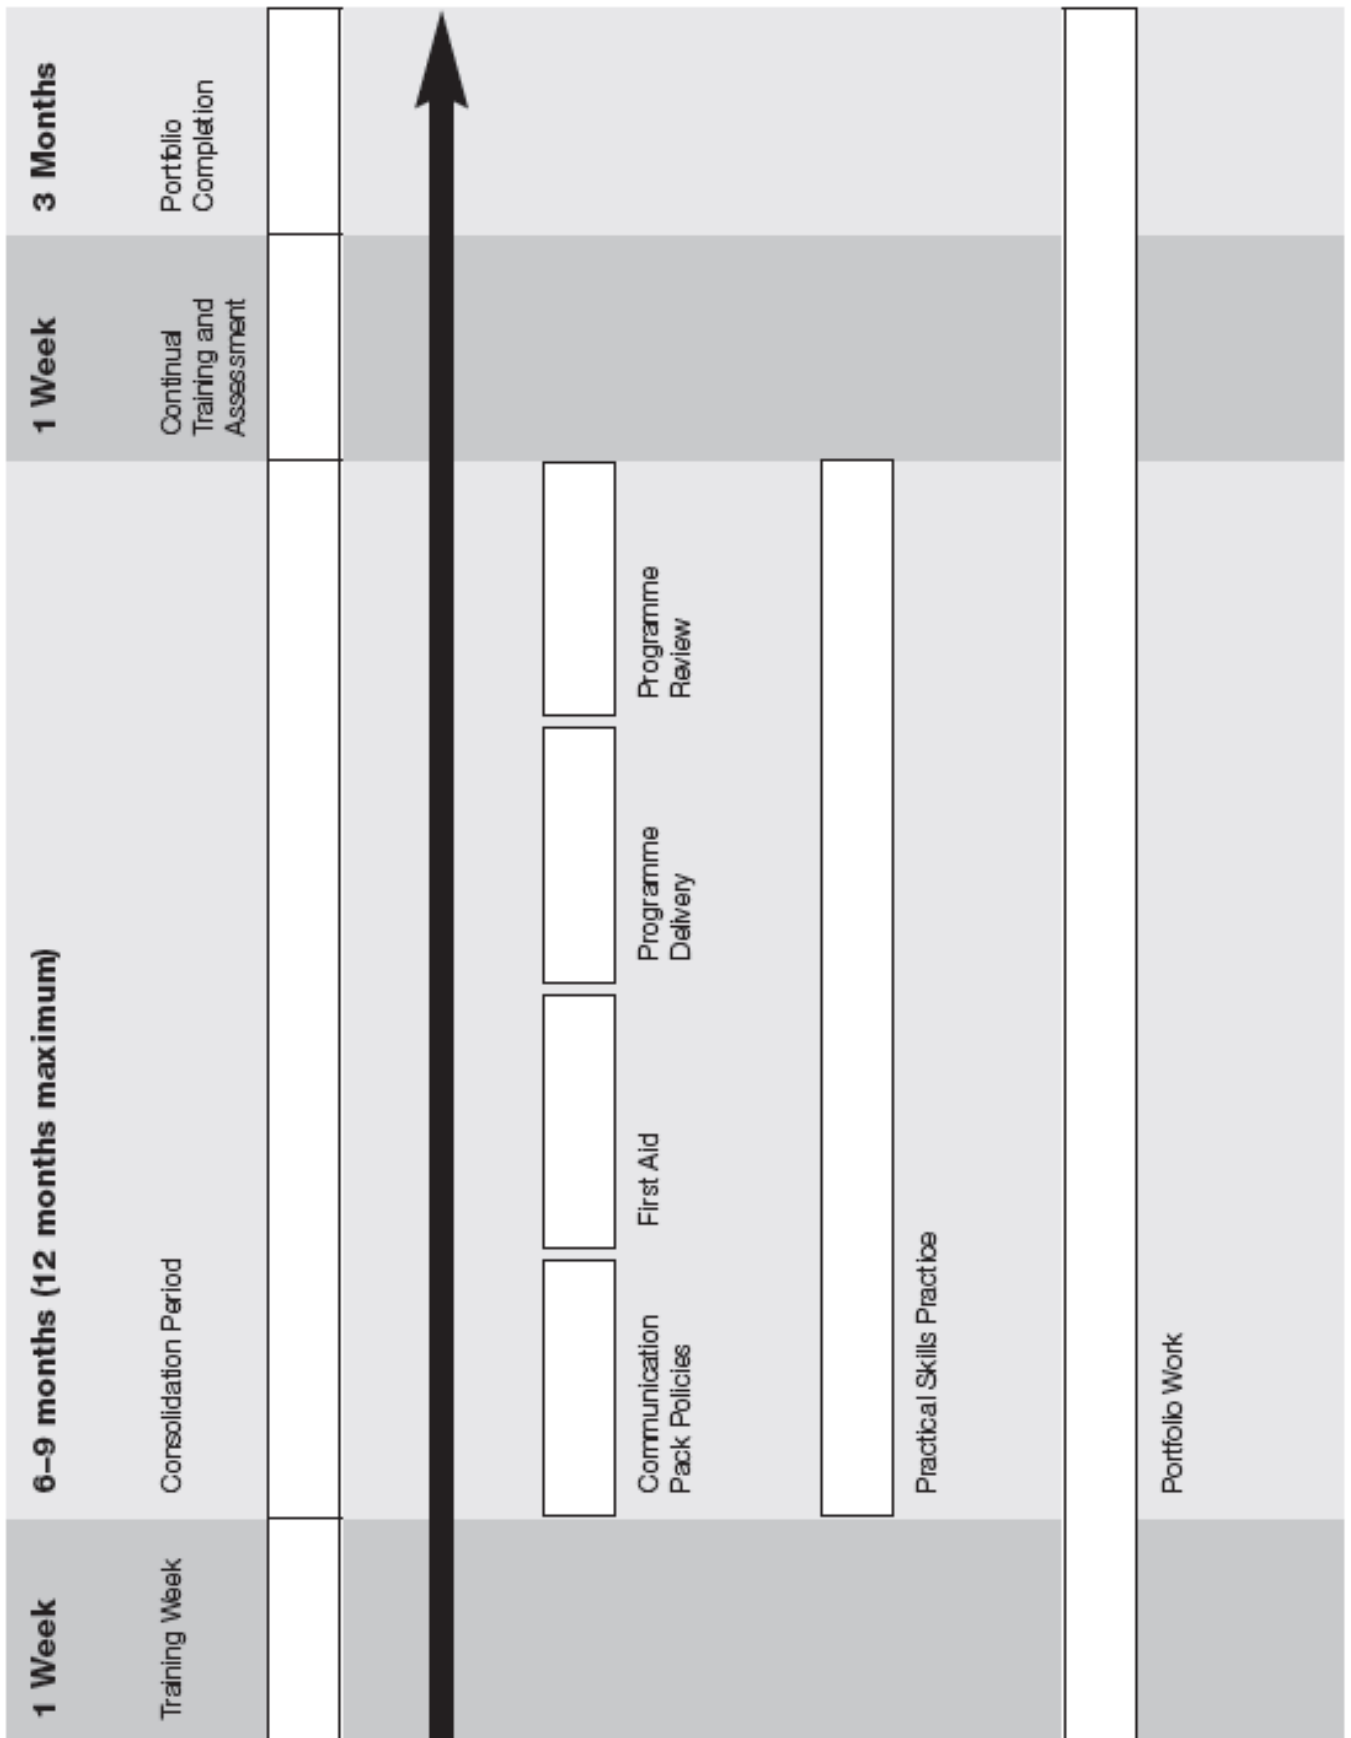 1 Week
6–9 months (12 months maximum)
1 Week
3 Months
Training Week
Consolidation Period
Continual
Training and
Assessment
Portfolio
Completion
Communication
Pack Policies
First Aid
Programme
Delivery
Programme
Review
Practical Skills Practice
Portfolio Work